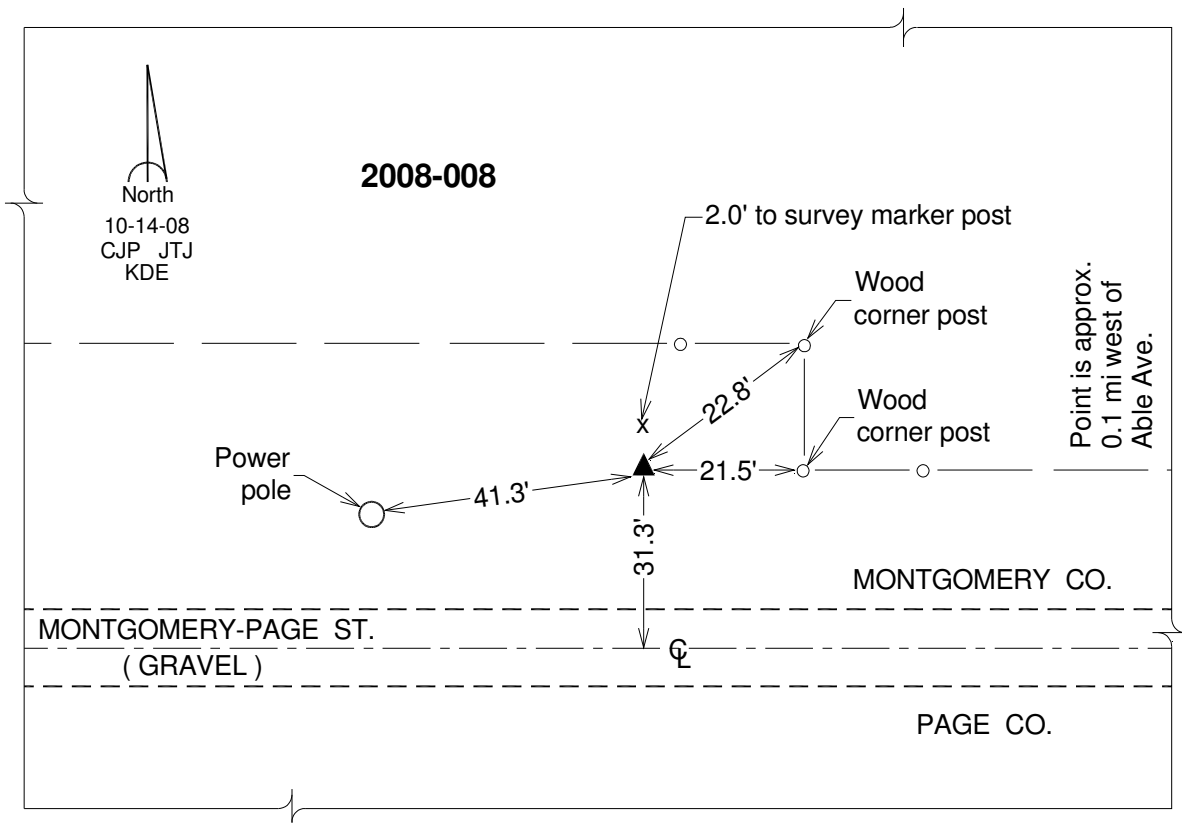 2008-008
North
10-14-08
CJP JTJ
KDE
2.0' to survey marker post
Wood
corner post
Point is approx.
0.1 mi west of
Able Ave.
22.8'
Wood
corner post
Power
pole
41.3'
21.5'
31.3'
MONTGOMERY CO.
MONTGOMERY-PAGE ST.
( GRAVEL )
℄
PAGE CO.
x